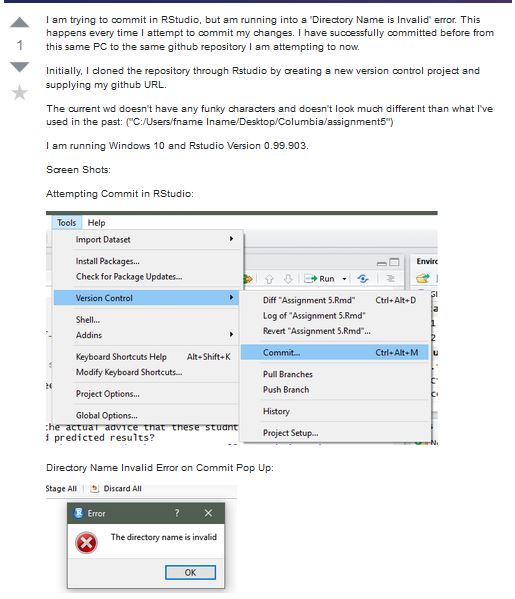 I am trying to commit in RStudio, but am running into a 'Directory Name is Invalid' error. This
happens every time I attempt to commit my changes. I have successfully committed before from
1
this same PC to the same github repository I am attempting to now.
Initially, I cloned the repository through Rstudio by creating a new version control project and
supplying my github URL.
The current wd doesn't have any funky characters and doesn't look much different than what I've
used in the past: ("C:/Users/fname lname/Desktop/Columbia/assignment5")
I am running Windows 10 and Rstudio Version 0.99.903.
Screen Shots:
Attempting Commit in RStudio:
Tools Help
Import Dataset
Install Packages...
Check for Package Updates...
Version Control
Shell...
Addins
Keyboard Shortcuts Help Alt+Shift+K
Modify Keyboard Shortcuts...
Project Options...
Global Options...
Run
Enviro
Diff "Assignment 5.Rmd" Ctrl+Alt+D
Log of "Assignment 5.Rmd"
Revert "Assignment 5.Rmd"...
Commit... Ctrl+Alt+M
Pull Branches
Push Branch
History
Project Setup...
the actual advice that these student
d predicted results?
Directory Name Invalid Error on Commit Pop Up:
Stage All Discard All
Error ? X
The directory name is invalid
OK